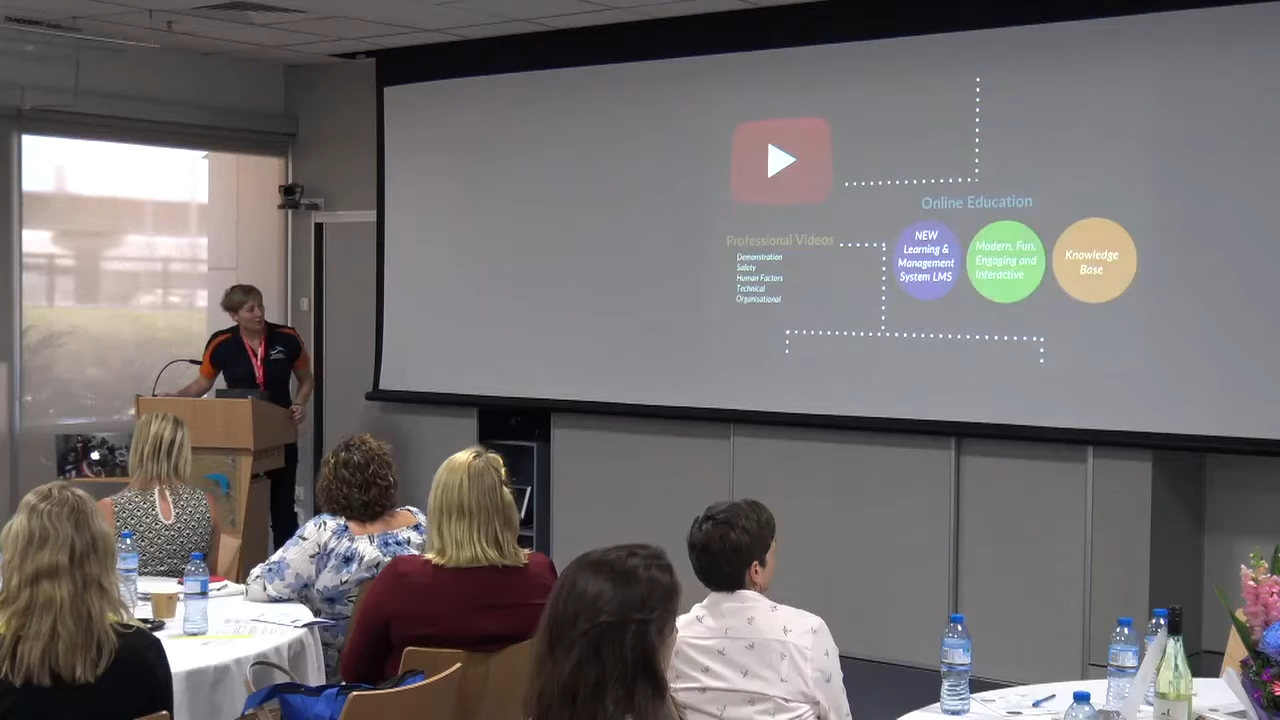 Online Education
NEW
Learning &
Management
System LMS
Modern, Fun,
Engaging and
Interactive
Knowledge
Base
Professional Videos
Demonstration
Safety
Human Factors
Technical
Organisational